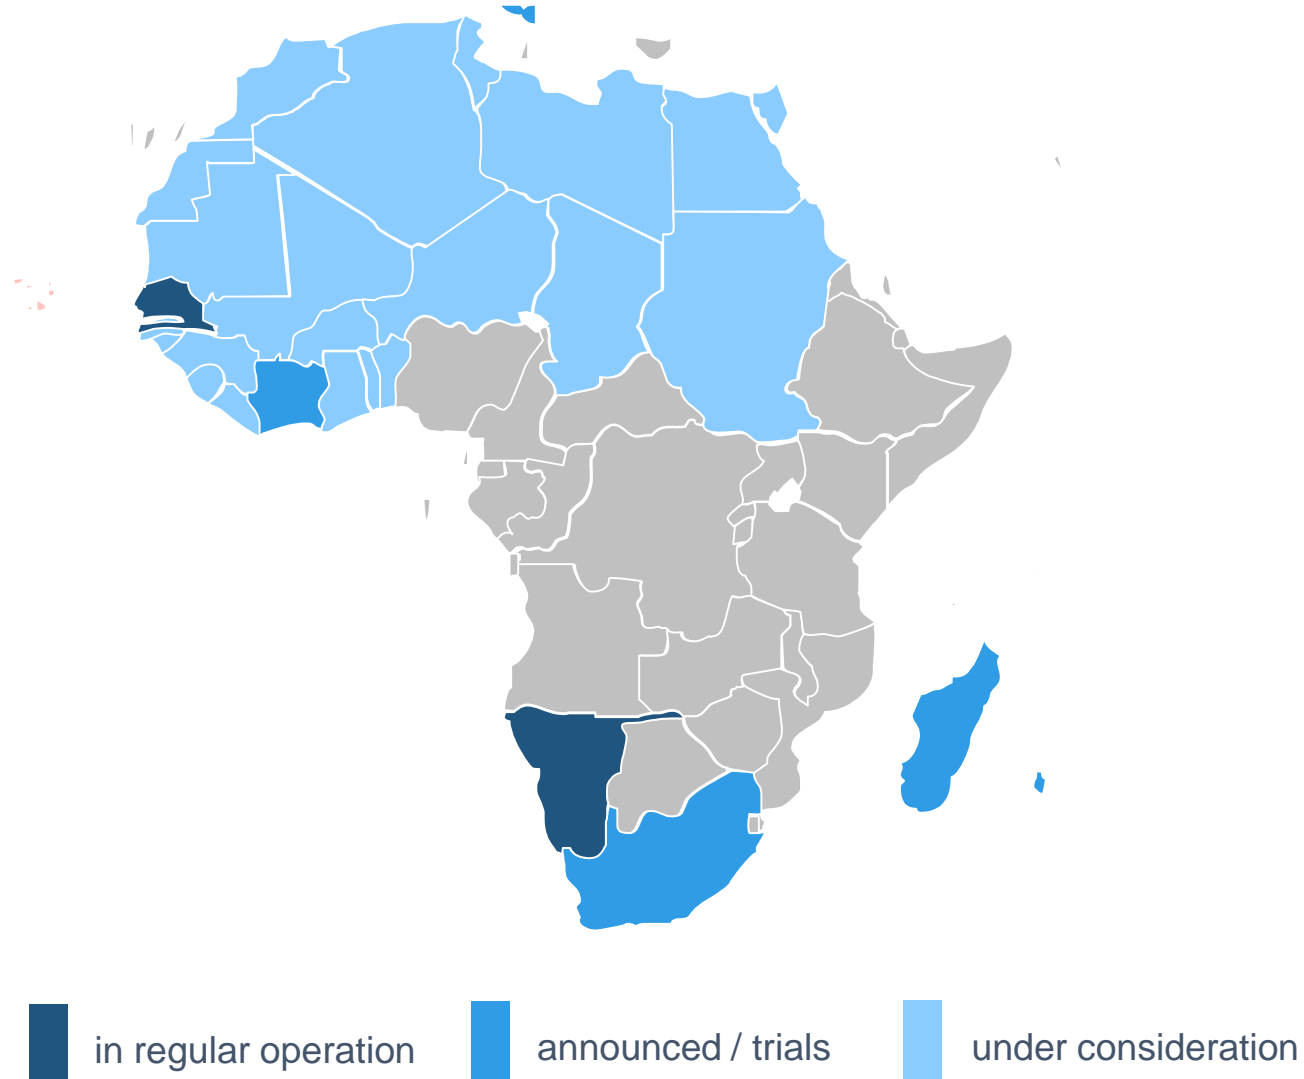 in regular operation
announced / trials
under consideration